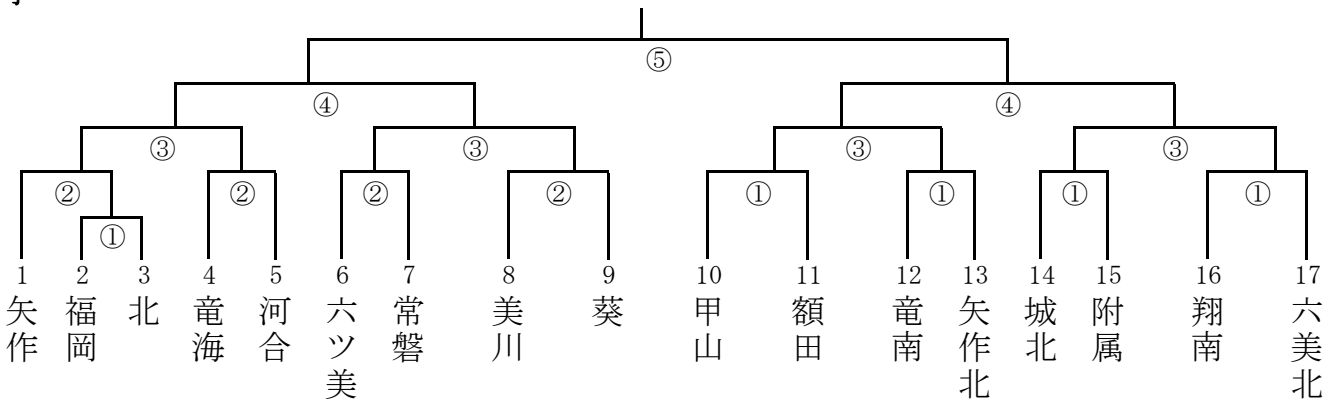 ⑤
④ ④
③ ③ ③ ③
② ② ② ② ① ① ① ①
①
1 2 3 4 5 6 7 8 9 10 11 12 13 14 15 16 17
矢作 福岡 北 竜海 河合 六ツ美 常磐 美川 葵 甲山 額田 竜南 矢作北 城北 附属 翔南 六美北